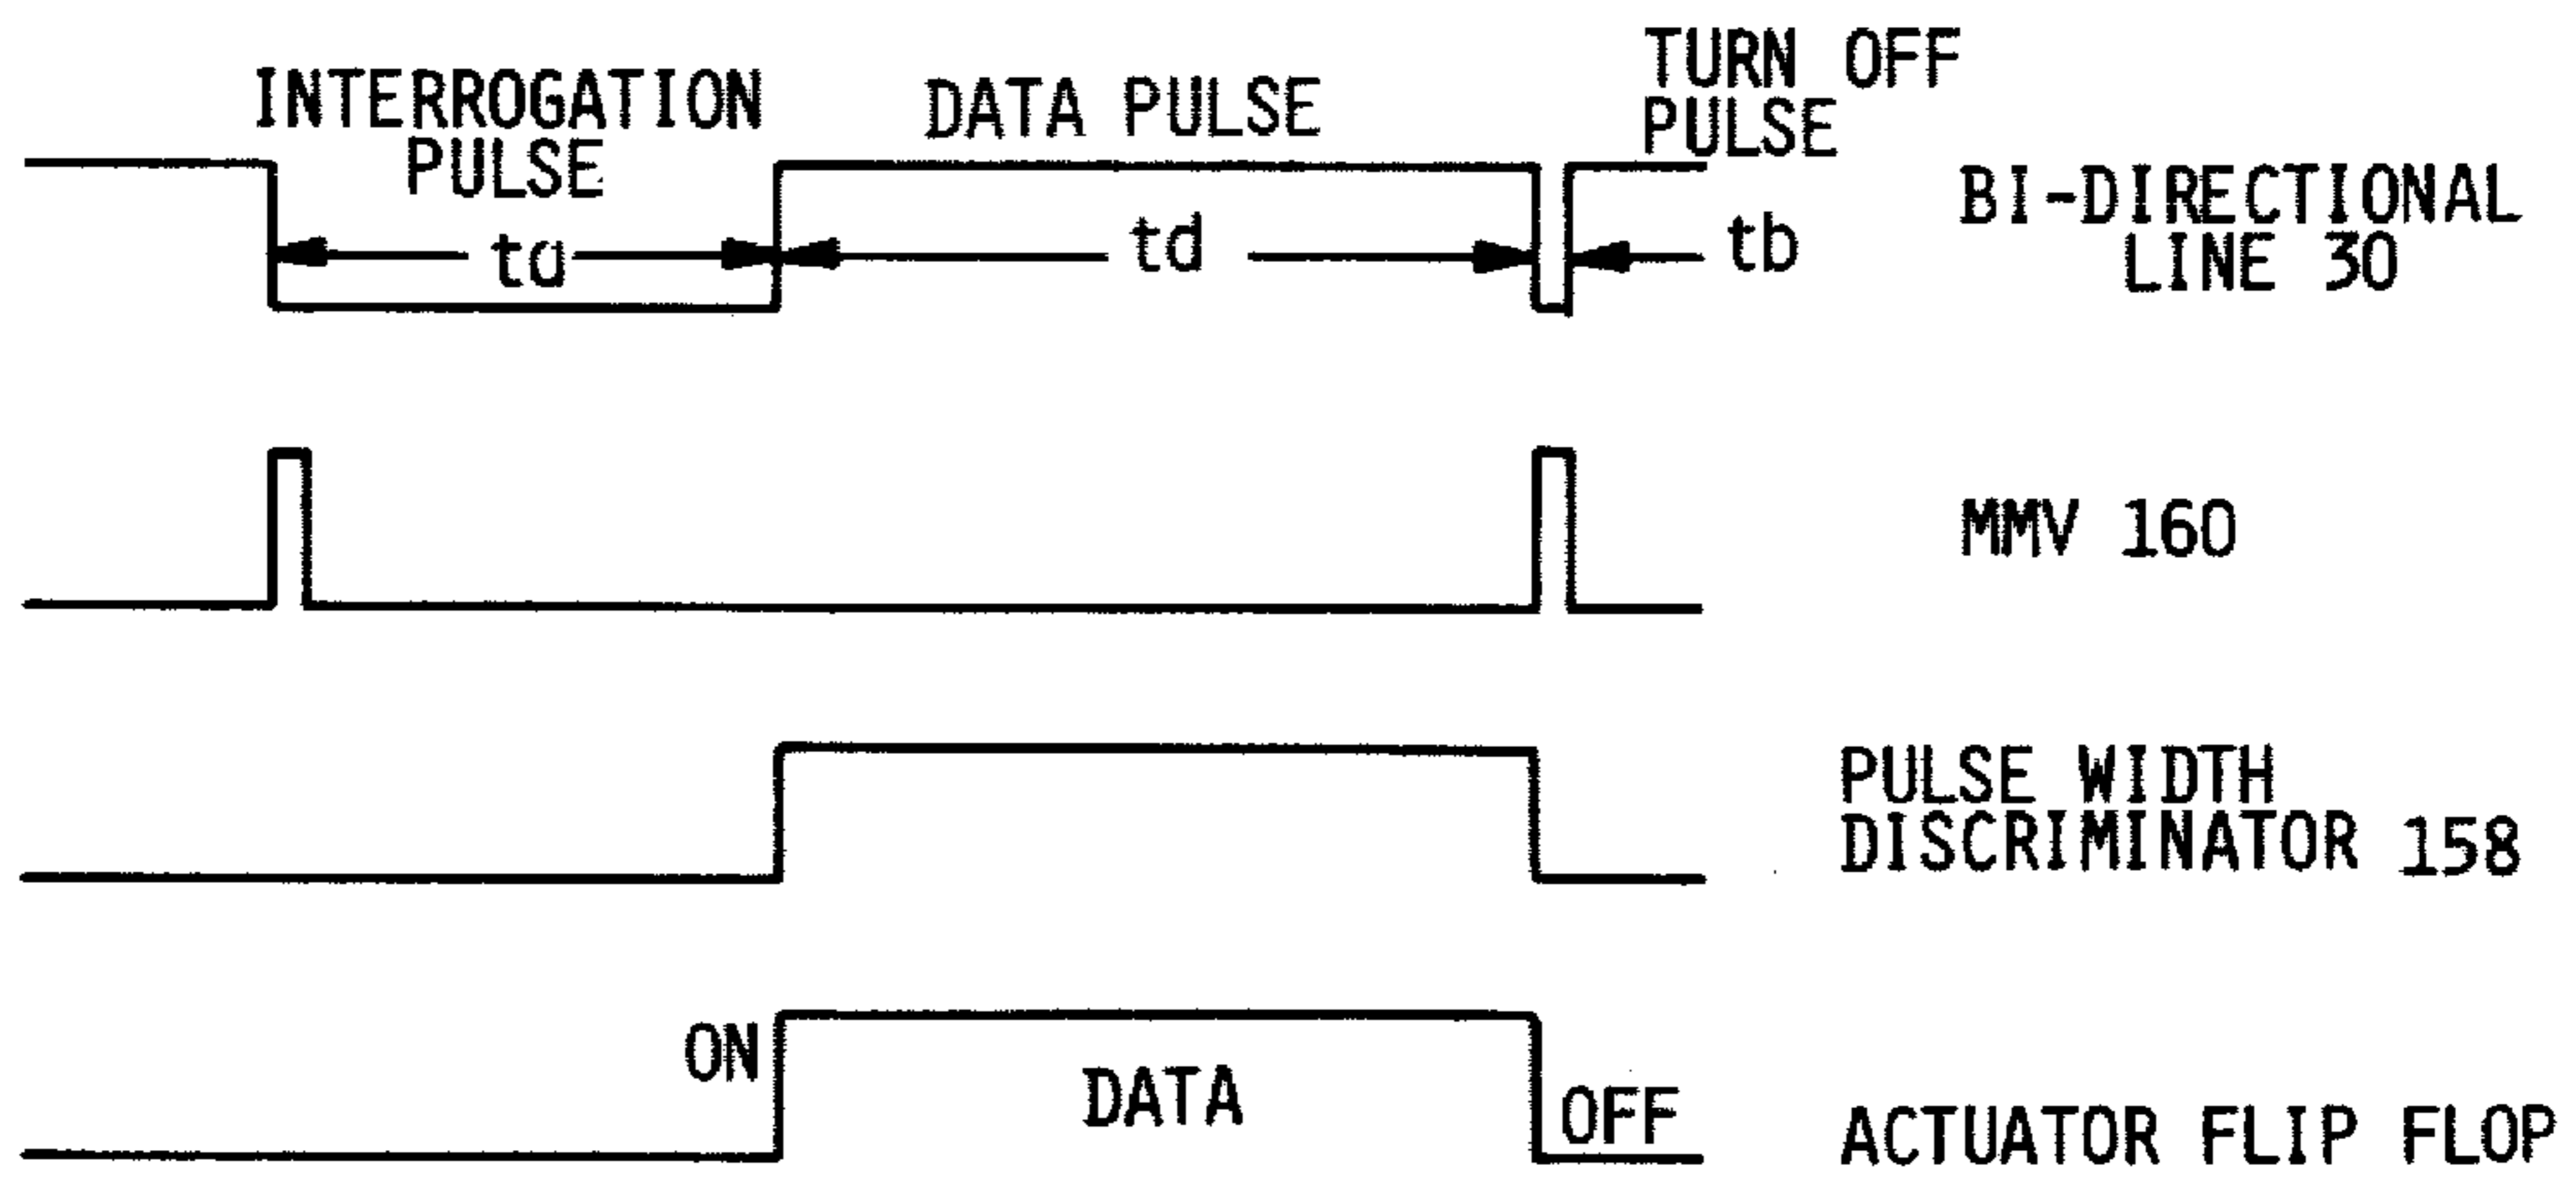 INTERROGATION
PULSE
DATA PULSE
TURN OFF
PULSE
ta
td
tb
BI-DIRECTIONAL
LINE 30
MMV 160
PULSE WIDTH
DISCRIMINATOR 158
ON
DATA
OFF
ACTUATOR FLIP FLOP